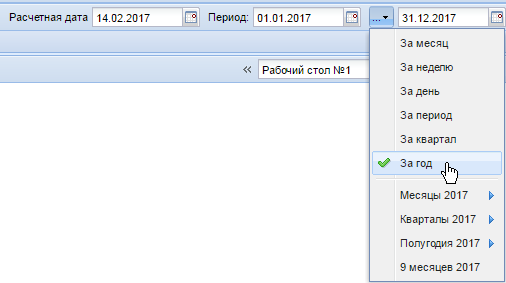 Расчетная дата 14.02.2017 Период: 01.01.2017 ... 31.12.2017
Рабочий стол №1
За месяц
За неделю
За день
За период
За квартал
За год
Месяцы 2017
Кварталы 2017
Полугодия 2017
9 месяцев 2017